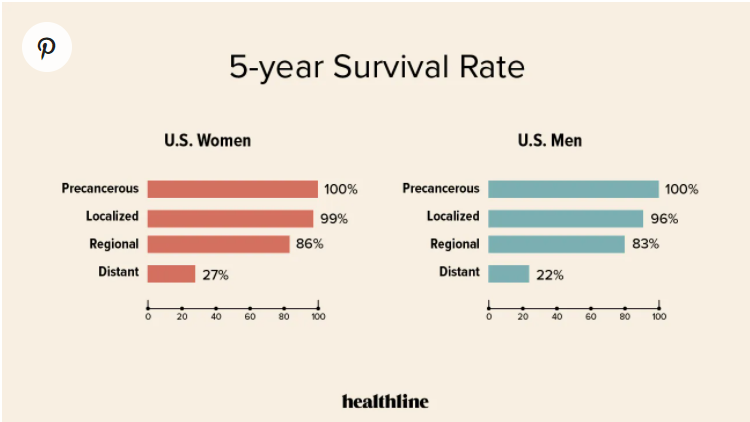 5-year Survival Rate
U.S. Women
Precancerous 100%
Localized 99%
Regional 86%
Distant 27%
0 20 40 60 80 100
U.S. Men
Precancerous 100%
Localized 96%
Regional 83%
Distant 22%
0 20 40 60 80 100
healthline